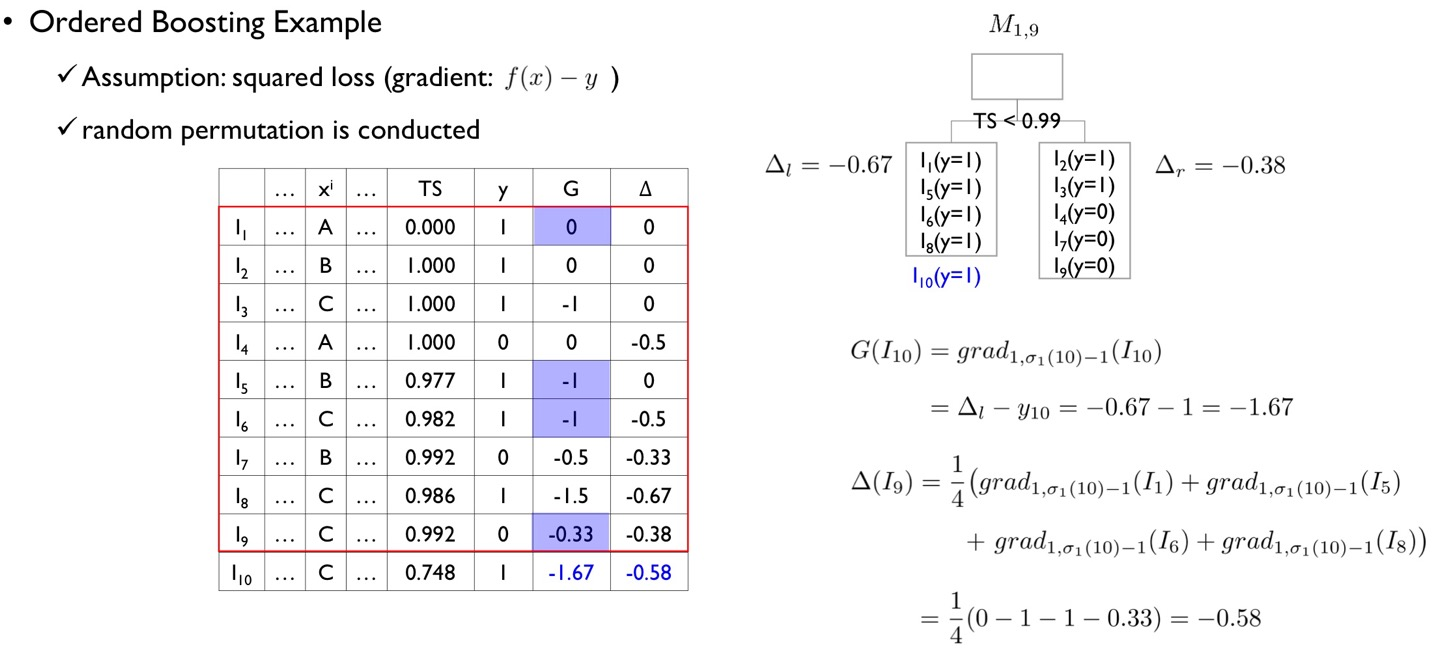 • Ordered Boosting Example
✓ Assumption: squared loss (gradient: f(x) − y )
✓ random permutation is conducted
… xⁱ … TS y G Δ
I₁ … A … 0.000 1 0 0
I₂ … B … 1.000 1 0 0
I₃ … C … 1.000 1 -1 0
I₄ … A … 1.000 0 0 -0.5
I₅ … B … 0.977 1 -1 0
I₆ … C … 0.982 1 -1 -0.5
I₇ … B … 0.992 0 -0.5 -0.33
I₈ … C … 0.986 1 -1.5 -0.67
I₉ … C … 0.992 0 -0.33 -0.38
I₁₀ … C … 0.748 1 -1.67 -0.58
M₁,₉
TS < 0.99
Δₗ = −0.67
I₁(y=1)
I₅(y=1)
I₆(y=1)
I₈(y=1)
I₁₀(y=1)
I₂(y=1)
I₃(y=1)
I₄(y=0)
I₇(y=0)
I₉(y=0)
Δᵣ = −0.38
G(I₁₀) = grad₁,σ₁(10)−1(I₁₀)
= Δₗ − y₁₀ = −0.67 − 1 = −1.67
Δ(I₉) = 1/4 (grad₁,σ₁(10)−1(I₁) + grad₁,σ₁(10)−1(I₅)
+ grad₁,σ₁(10)−1(I₆) + grad₁,σ₁(10)−1(I₈))
= 1/4 (0 − 1 − 1 − 0.33) = −0.58